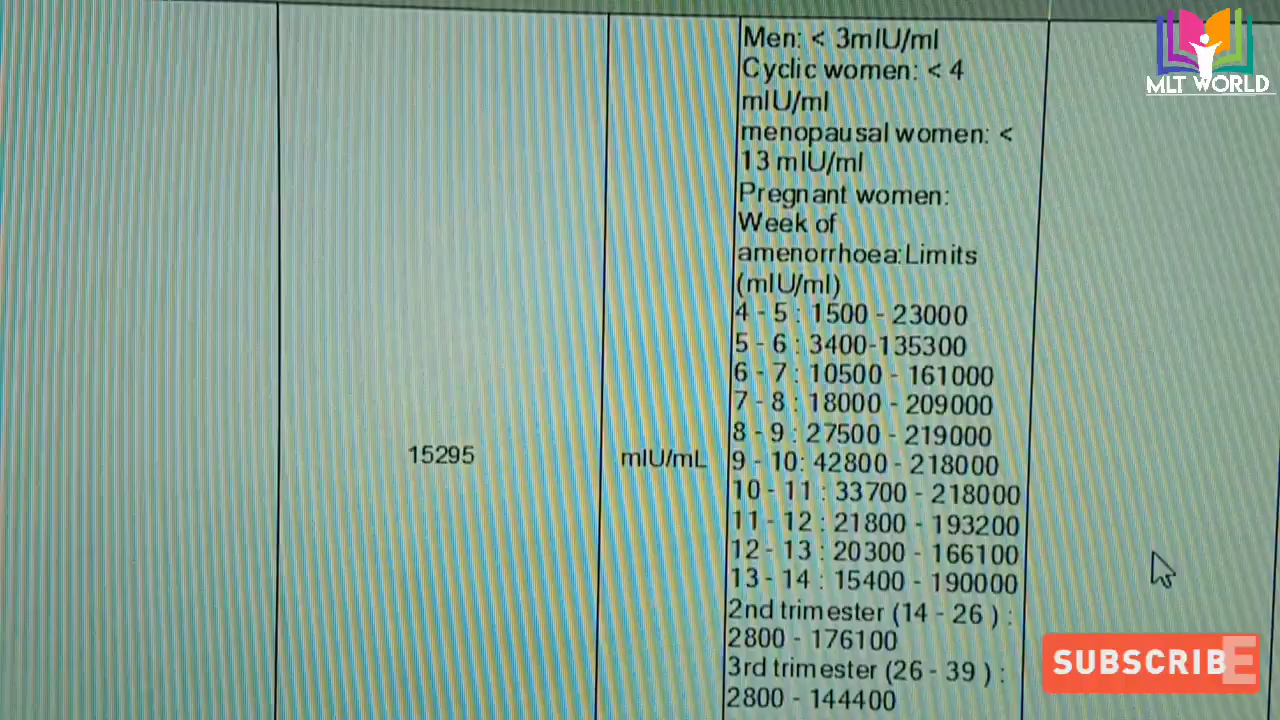 MLT WORLD
Men: < 3mIU/ml
Cyclic women: < 4
mIU/ml
menopausal women: <
13 mIU/ml
Pregnant women:
Week of
amenorrhoea:Limits
(mIU/ml)
4 - 5 : 1500 - 23000
5 - 6 : 3400-135300
6 - 7 : 10500 - 161000
7 - 8 : 18000 - 209000
8 - 9 : 27500 - 219000
15295 mIU/mL 9 - 10: 42800 - 218000
10 - 11 : 33700 - 218000
11 - 12 : 21800 - 193200
12 - 13 : 20300 - 166100
13 - 14 : 15400 - 190000
2nd trimester (14 - 26 ) :
2800 - 176100
3rd trimester (26 - 39 ) :
2800 - 144400
SUBSCRIBE